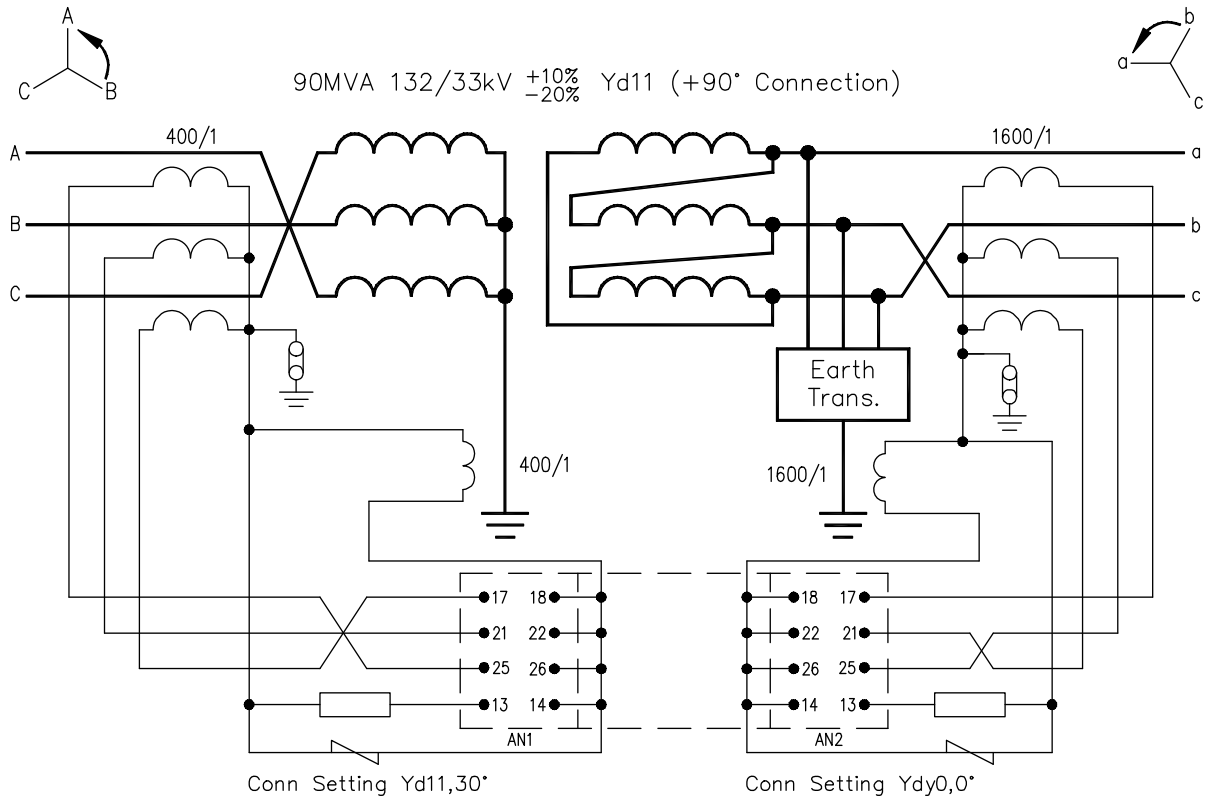 A
b
C
B
a
c
90MVA 132/33kV +10% -20% Yd11 (+90° Connection)
A
400/1
1600/1
a
B
b
C
c
Earth
Trans.
400/1
1600/1
17 18 18 17
21 22 22 21
25 26 26 25
13 14 14 13
AN1
AN2
Conn Setting Yd11,30°
Conn Setting Ydy0,0°